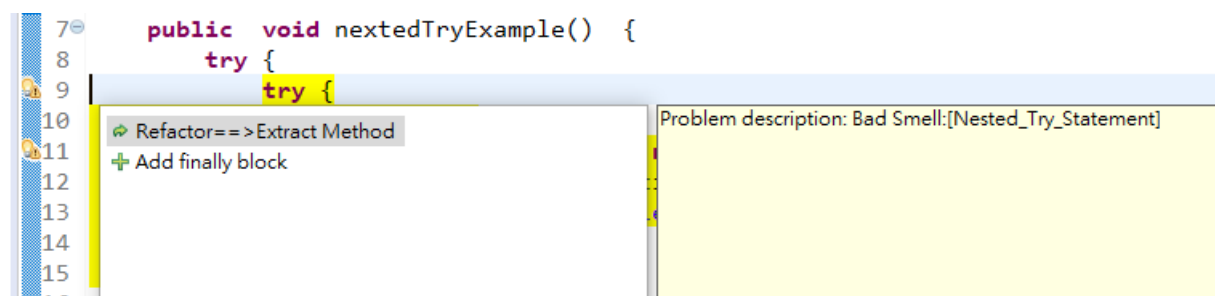 7 public void nextedTryExample() {
8 try {
9 try {
10
11
12
13
14
15
Refactor==>Extract Method
Add finally block
Problem description: Bad Smell:[Nested_Try_Statement]